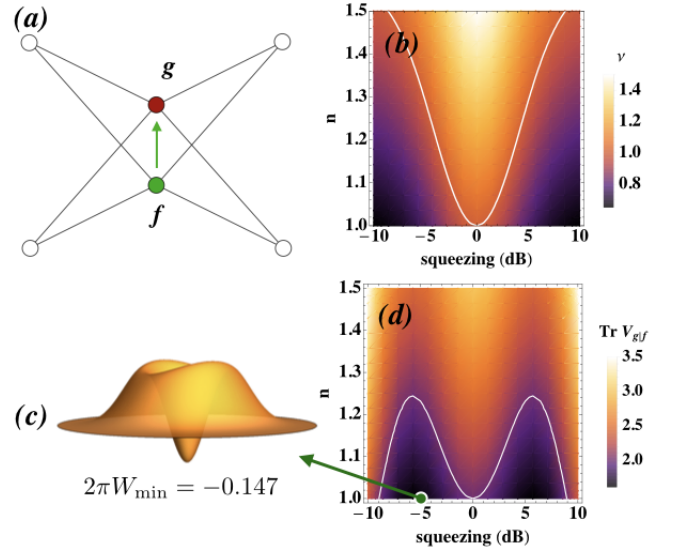 (a)
g
f
(b)
1.5
1.4
1.3
1.2
1.1
1.0
n
−10 −5 0 5 10
squeezing (dB)
ν
1.4
1.2
1.0
0.8
(c)
2πW_min = −0.147
(d)
1.5
1.4
1.3
1.2
1.1
1.0
n
−10 −5 0 5 10
squeezing (dB)
Tr V_g|f
3.5
3.0
2.5
2.0